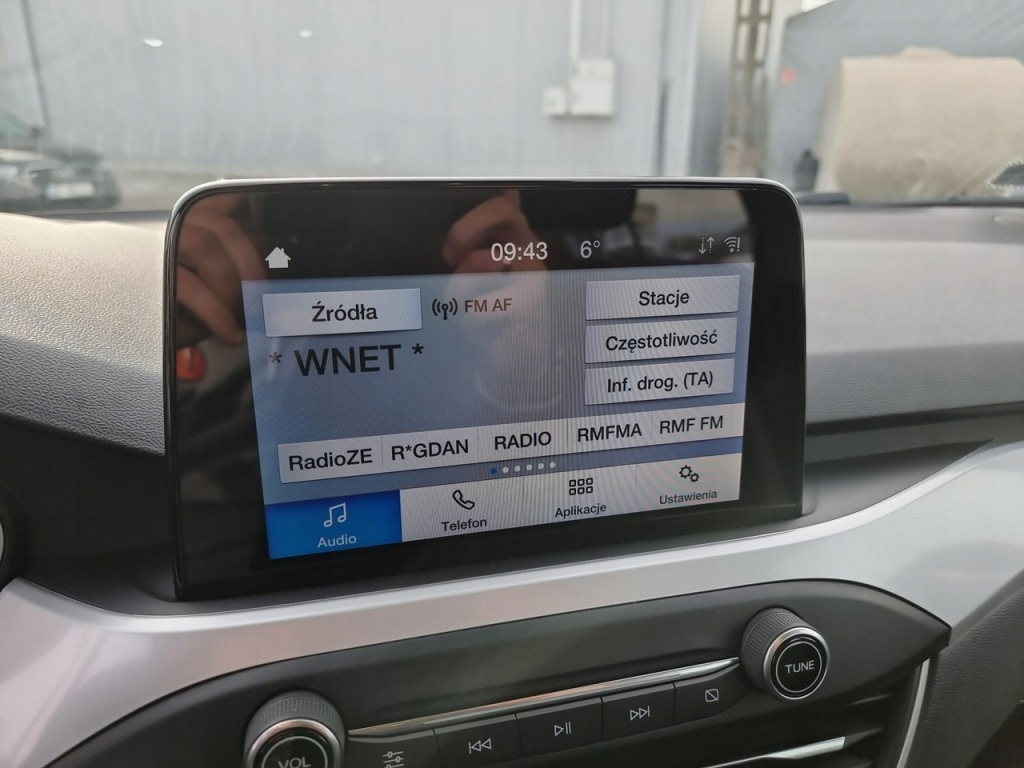 09:43 6°
Źródła
FM AF
Stacje
* WNET *
Częstotliwość
Inf. drog. (TA)
RadioZE R*GDAN RADIO RMFMA RMF FM
Audio Telefon Aplikacje Ustawienia
TUNE
VOL